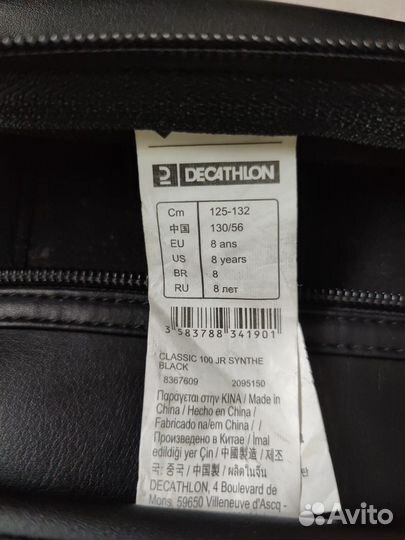 DECATHLON
Cm 125-132
中国 130/56
EU 8 ans
US 8 years
BR 8
RU 8 лет
3 583788 341901
CLASSIC 100 JR SYNTHE
BLACK
8367609 2095150
Παράγεται στην ΚΙΝΑ / Made in
China / Hecho en China /
Fabricado na/em China / /
Произведено в Китае / İmal
edildiği yer Çin / 中國製造 / 제조
국: 중국 / 中国製 / ผลิตในจีน
DECATHLON, 4 Boulevard de
Mons 59650 Villeneuve d'Ascq -
Avito